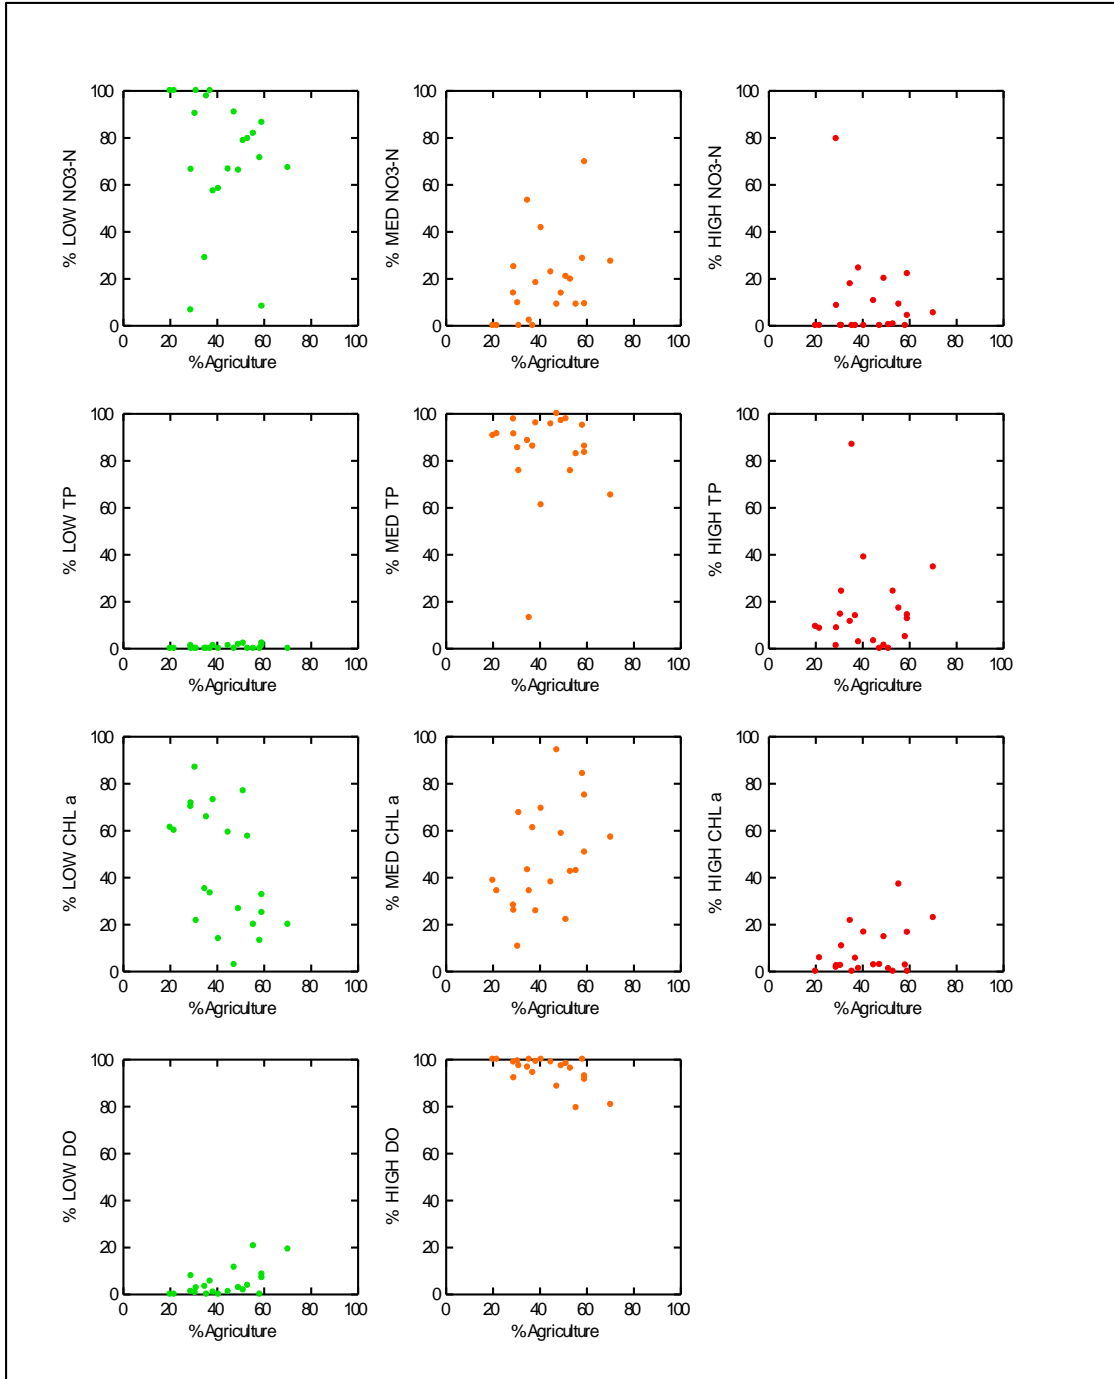 100 80 60 40 20 0
% LOW NO3-N
0 20 40 60 80 100
%Agriculture
100 80 60 40 20 0
% MED NO3-N
0 20 40 60 80 100
%Agriculture
100 80 60 40 20 0
% HIGH NO3-N
0 20 40 60 80 100
%Agriculture
100 80 60 40 20 0
% LOW TP
0 20 40 60 80 100
%Agriculture
100 80 60 40 20 0
% MED TP
0 20 40 60 80 100
%Agriculture
100 80 60 40 20 0
% HIGH TP
0 20 40 60 80 100
%Agriculture
100 80 60 40 20 0
% LOW CHL a
0 20 40 60 80 100
%Agriculture
100 80 60 40 20 0
% MED CHL a
0 20 40 60 80 100
%Agriculture
100 80 60 40 20 0
% HIGH CHL a
0 20 40 60 80 100
%Agriculture
100 80 60 40 20 0
% LOW DO
0 20 40 60 80 100
%Agriculture
100 80 60 40 20 0
% HIGH DO
0 20 40 60 80 100
%Agriculture